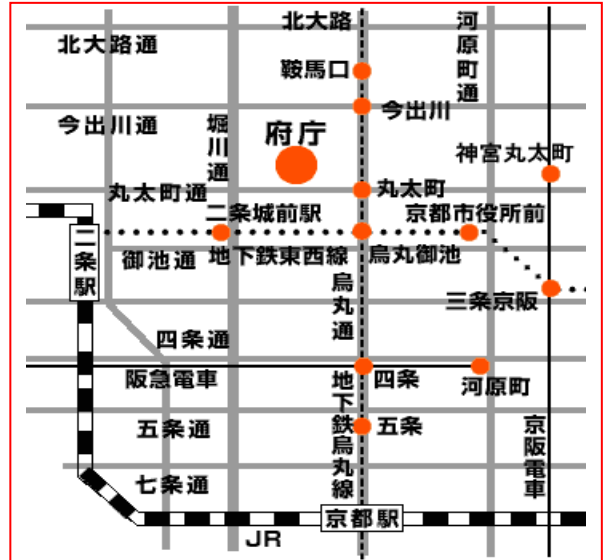 北大路
河原町通
北大路通
鞍馬口
今出川
今出川通
堀川通
府庁
神宮丸太町
丸太町通
丸太町
二条城前駅
京都市役所前
二条駅
御池通
地下鉄東西線
烏丸御池
烏丸通
三条京阪
四条通
阪急電車
四条
河原町
地下鉄烏丸線
五条通
五条
京阪電車
七条通
京都駅
JR